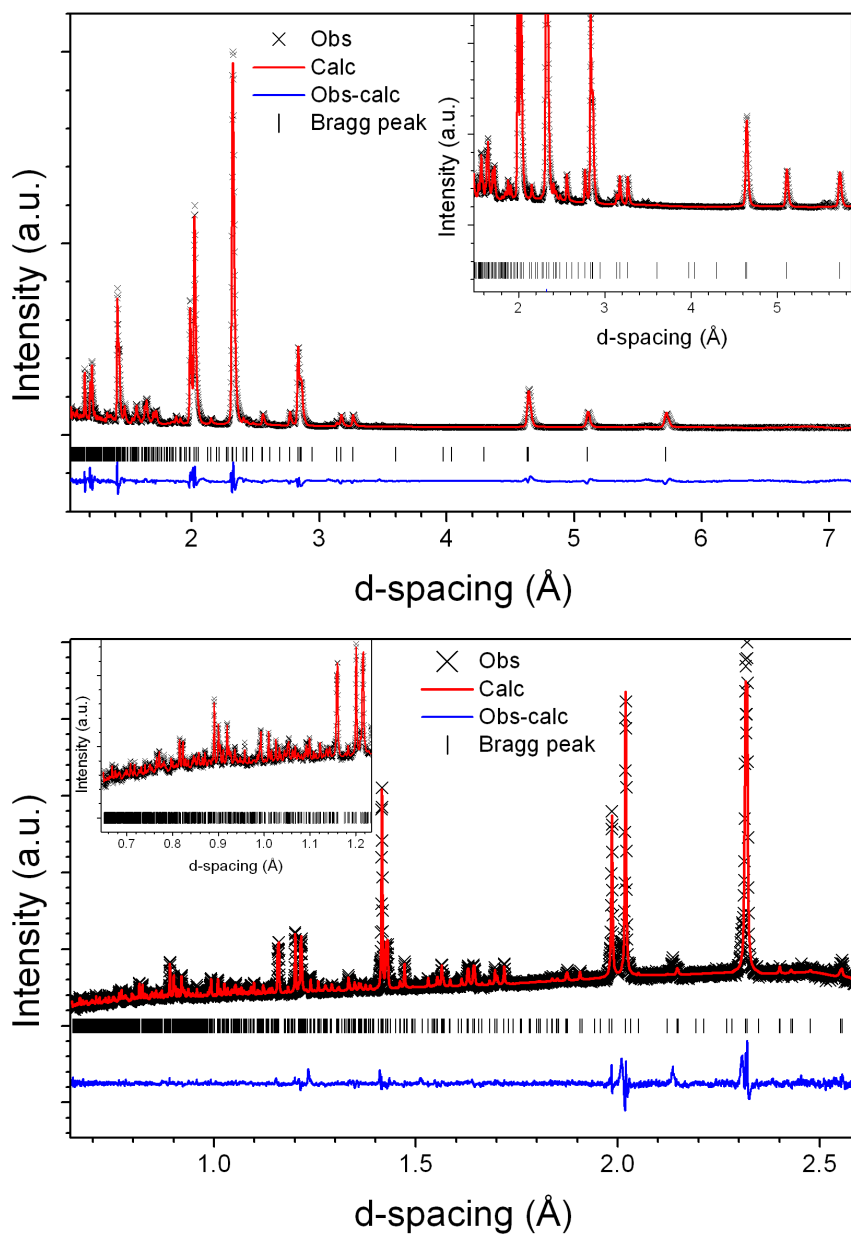 Obs
Calc
Obs-calc
Bragg peak
Intensity (a.u.)
2 3 4 5
d-spacing (Å)
Intensity (a.u.)
2 3 4 5 6 7
d-spacing (Å)
Intensity (a.u.)
0.7 0.8 0.9 1.0 1.1 1.2
d-spacing (Å)
Obs
Calc
Obs-calc
Bragg peak
Intensity (a.u.)
1.0 1.5 2.0 2.5
d-spacing (Å)